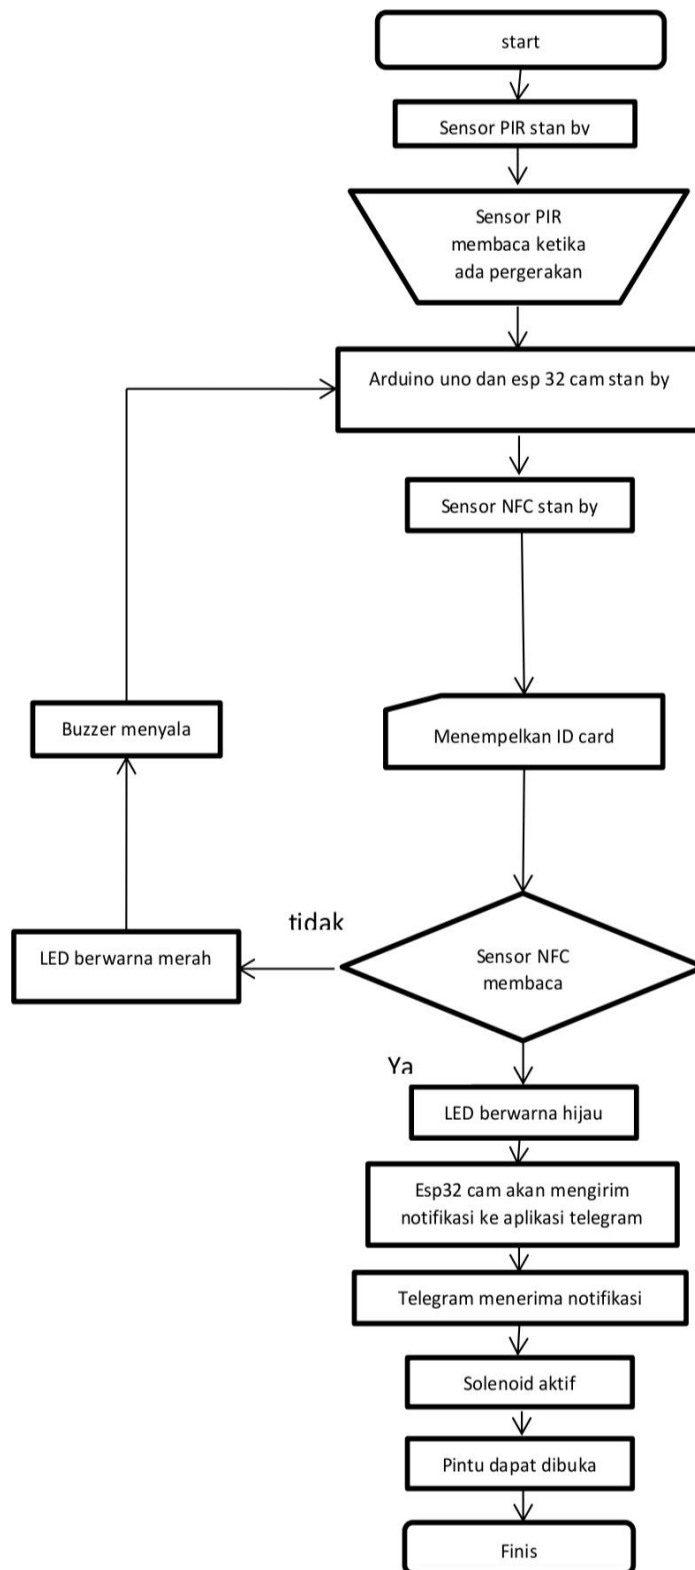 start
Sensor PIR stan by
Sensor PIR
membaca ketika
ada pergerakan
Arduino uno dan esp 32 cam stan by
Sensor NFC stan by
Buzzer menyala
Menempelkan ID card
tidak
LED berwarna merah
Sensor NFC
membaca
Ya
LED berwarna hijau
Esp32 cam akan mengirim
notifikasi ke aplikasi telegram
Telegram menerima notifikasi
Solenoid aktif
Pintu dapat dibuka
Finis